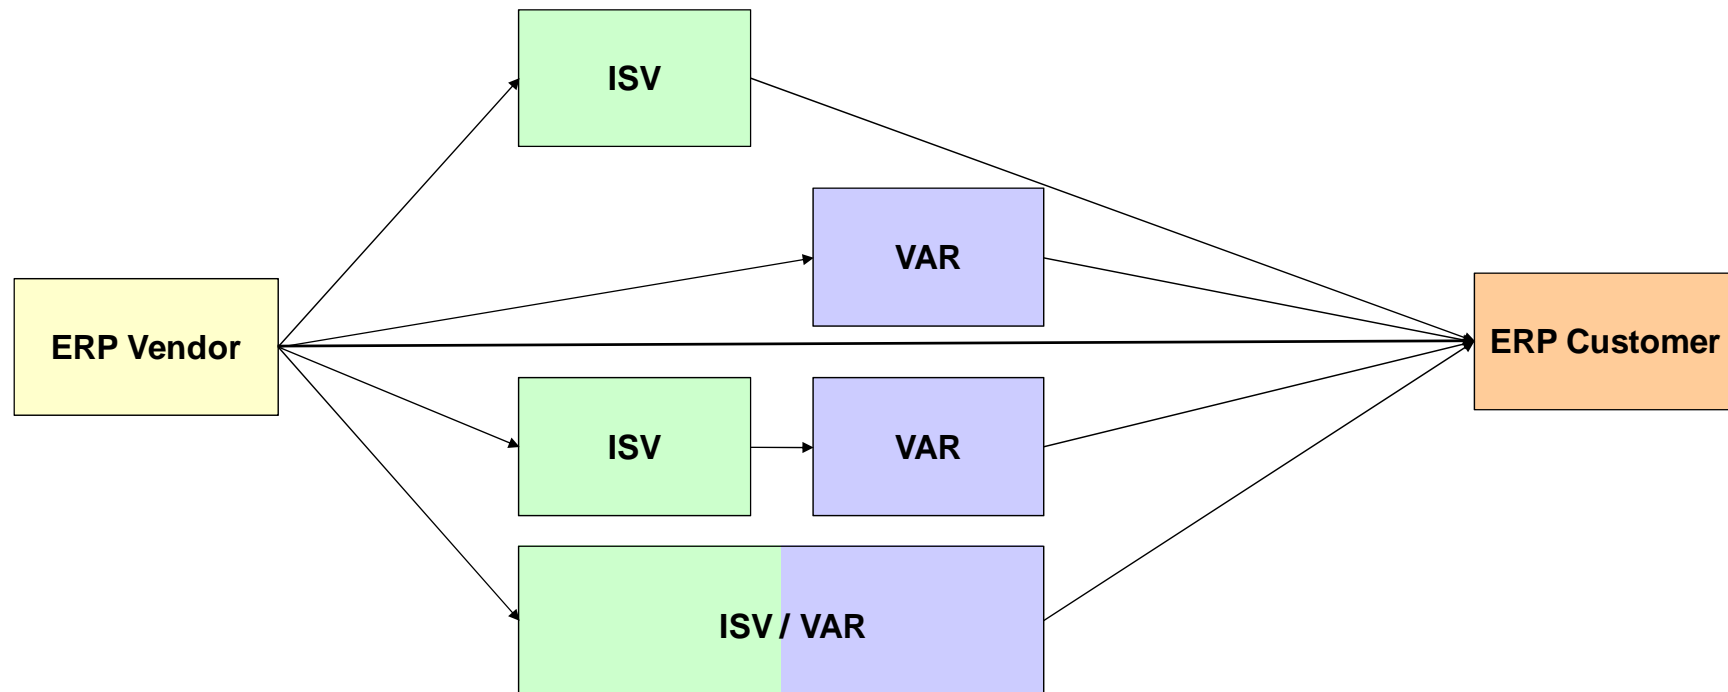 ISV
VAR
ERP Vendor
ERP Customer
ISV
VAR
ISV / VAR